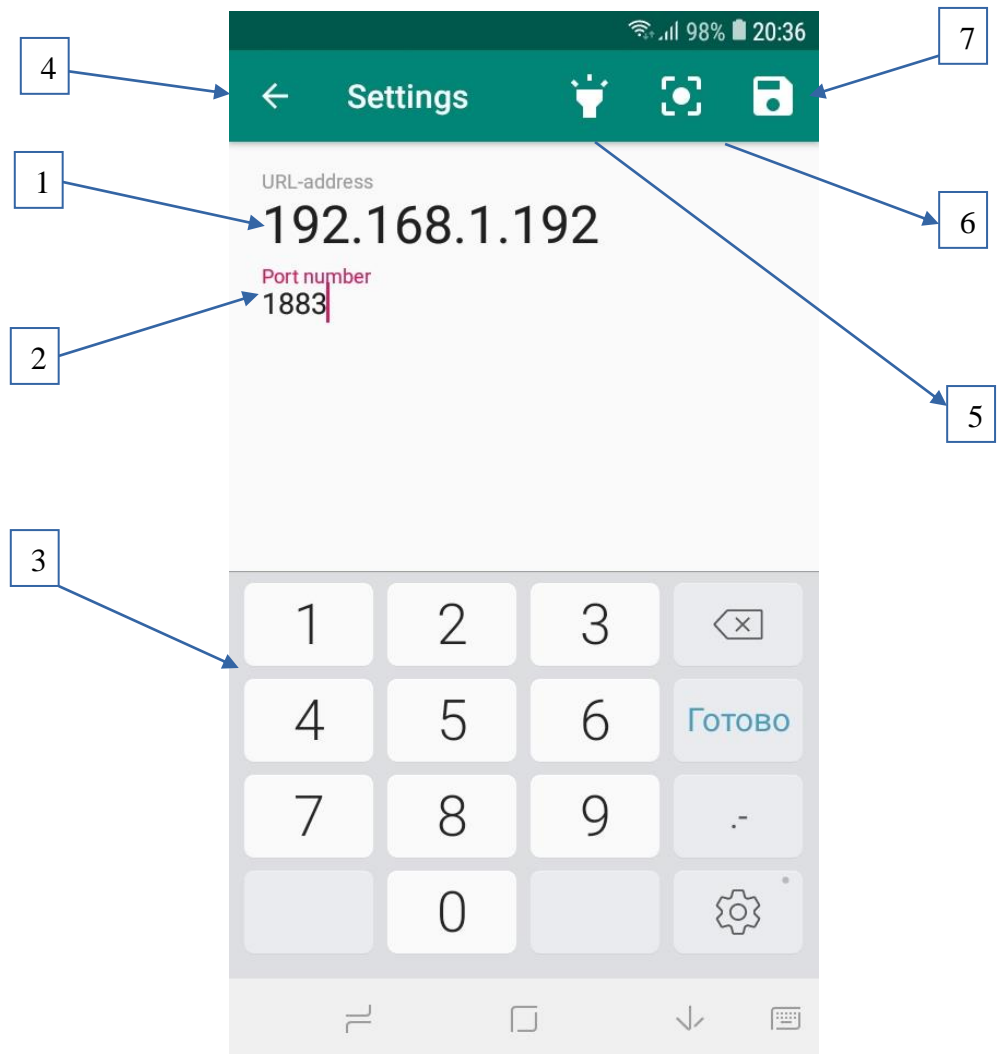 98% 20:36
7
4
Settings
1
URL-address
192.168.1.192
6
Port number
1883
2
5
3
1 2 3
4 5 6 Готово
7 8 9 .-
0